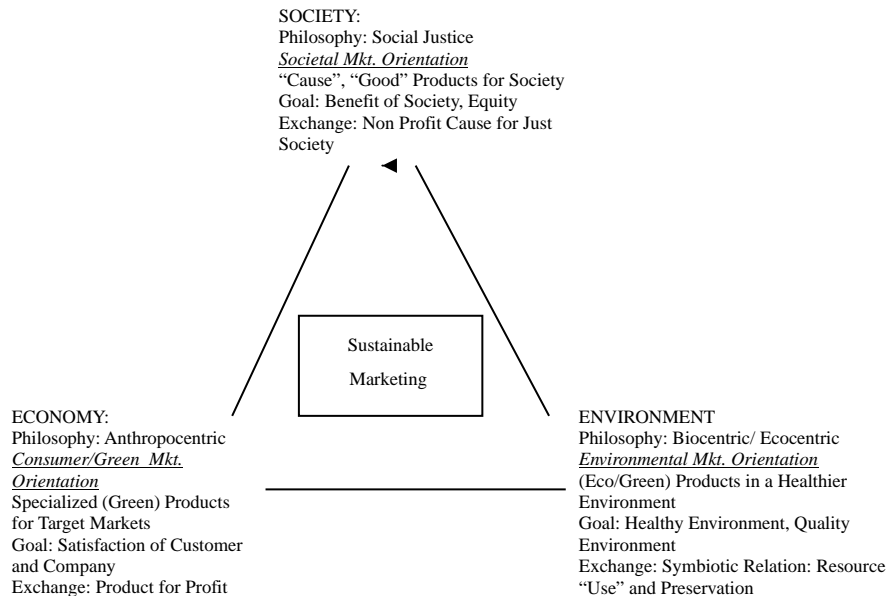 SOCIETY:
Philosophy: Social Justice
Societal Mkt. Orientation
“Cause”, “Good” Products for Society
Goal: Benefit of Society, Equity
Exchange: Non Profit Cause for Just
Society
Sustainable
Marketing
ECONOMY:
Philosophy: Anthropocentric
Consumer/Green Mkt.
Orientation
Specialized (Green) Products
for Target Markets
Goal: Satisfaction of Customer
and Company
Exchange: Product for Profit
ENVIRONMENT
Philosophy: Biocentric/ Ecocentric
Environmental Mkt. Orientation
(Eco/Green) Products in a Healthier
Environment
Goal: Healthy Environment, Quality
Environment
Exchange: Symbiotic Relation: Resource
“Use” and Preservation